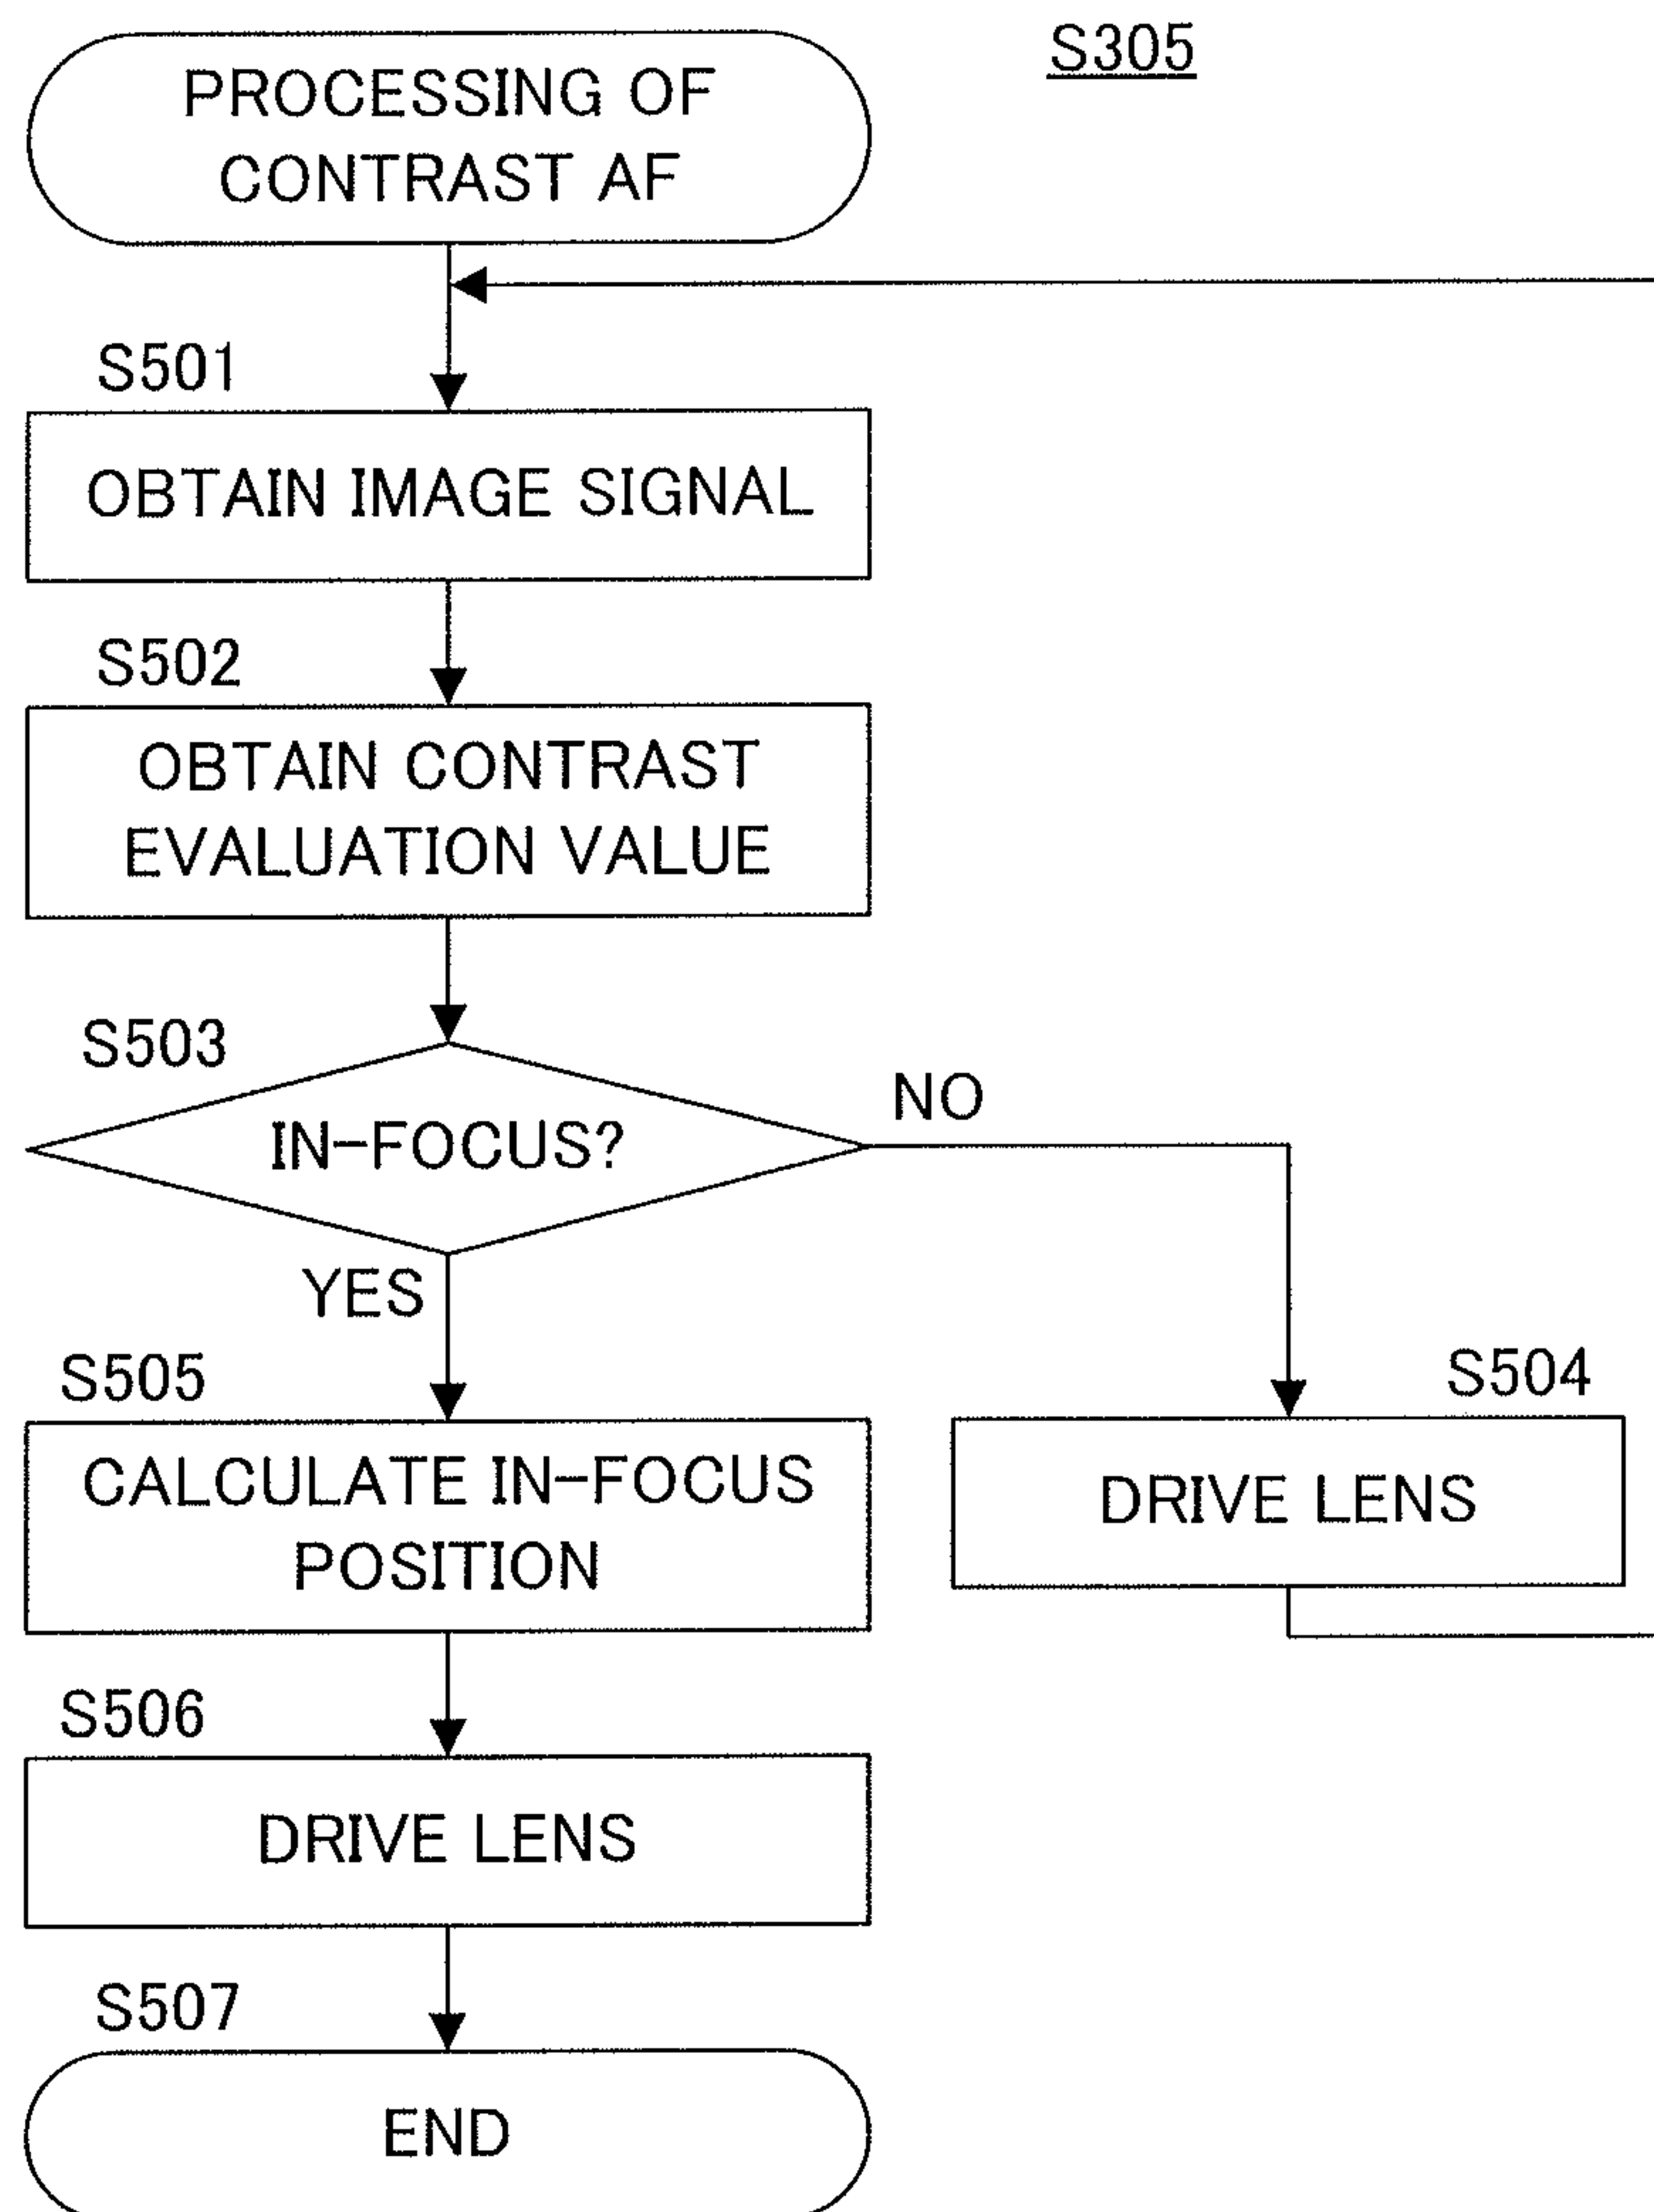 S305
PROCESSING OF
CONTRAST AF
S501
OBTAIN IMAGE SIGNAL
S502
OBTAIN CONTRAST
EVALUATION VALUE
S503
IN-FOCUS?
NO
YES
S505
CALCULATE IN-FOCUS
POSITION
S504
DRIVE LENS
S506
DRIVE LENS
S507
END